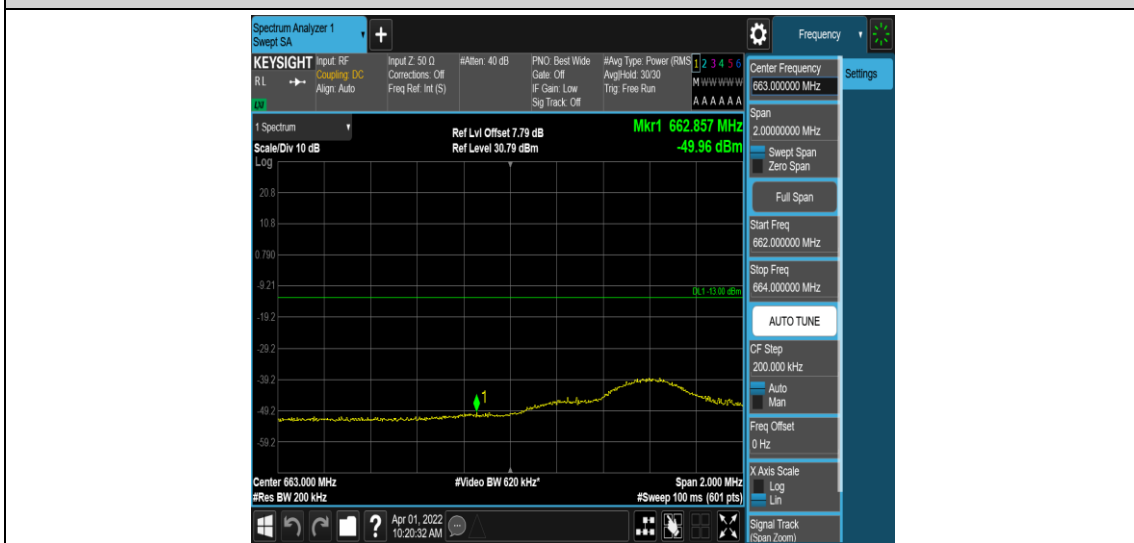 Spectrum Analyzer 1
Swept SA
+
Frequency
KEYSIGHT
RL
LXI
Input: RF
Coupling: DC
Align: Auto
Input Z: 50 Ω
Corrections: Off
Freq Ref: Int (S)
#Atten: 40 dB
PNO: Best Wide
Gate: Off
IF Gain: Low
Sig Track: Off
#Avg Type: Power (RMS
Avg|Hold: 30/30
Trig: Free Run
1 2 3 4 5 6
M W W W W W
A A A A A A
1 Spectrum
Scale/Div 10 dB
Ref Lvl Offset 7.79 dB
Ref Level 30.79 dBm
Mkr1 662.857 MHz
-49.96 dBm
Log
20.8
10.8
0.790
-9.21
-19.2
-29.2
-39.2
-49.2
-59.2
DL1 -13.00 dBm
1
Center 663.000 MHz
#Res BW 200 kHz
#Video BW 620 kHz*
Span 2.000 MHz
#Sweep 100 ms (601 pts)
?
Apr 01, 2022
10:20:32 AM
Center Frequency
663.000000 MHz
Settings
Span
2.00000000 MHz
Swept Span
Zero Span
Full Span
Start Freq
662.000000 MHz
Stop Freq
664.000000 MHz
AUTO TUNE
CF Step
200.000 kHz
Auto
Man
Freq Offset
0 Hz
X Axis Scale
Log
Lin
Signal Track
(Span Zoom)